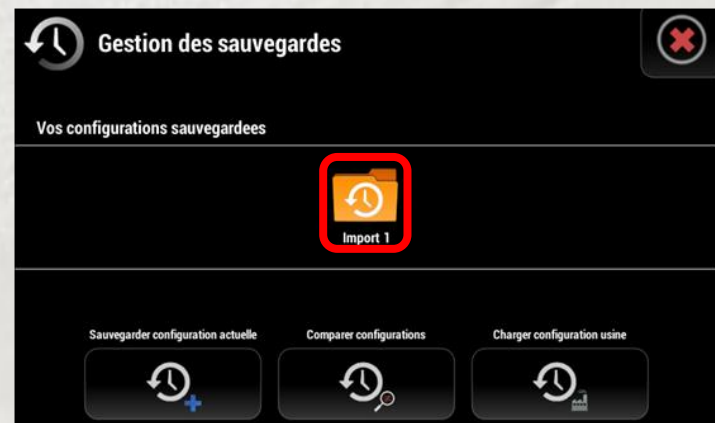 Gestion des sauvegardes
Vos configurations sauvegardees
Import 1
Sauvegarder configuration actuelle
Comparer configurations
Charger configuration usine